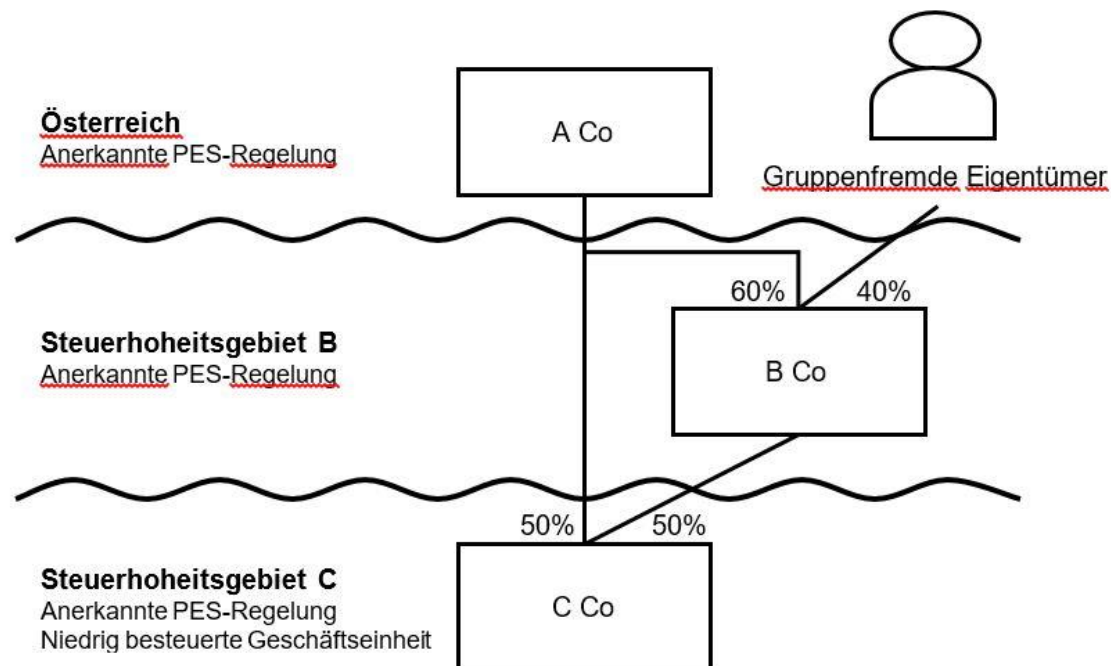 Österreich
Anerkannte PES-Regelung
A Co
Gruppenfremde Eigentümer
60% 40%
Steuerhoheitsgebiet B
Anerkannte PES-Regelung
B Co
50% 50%
Steuerhoheitsgebiet C
Anerkannte PES-Regelung
Niedrig besteuerte Geschäftseinheit
C Co